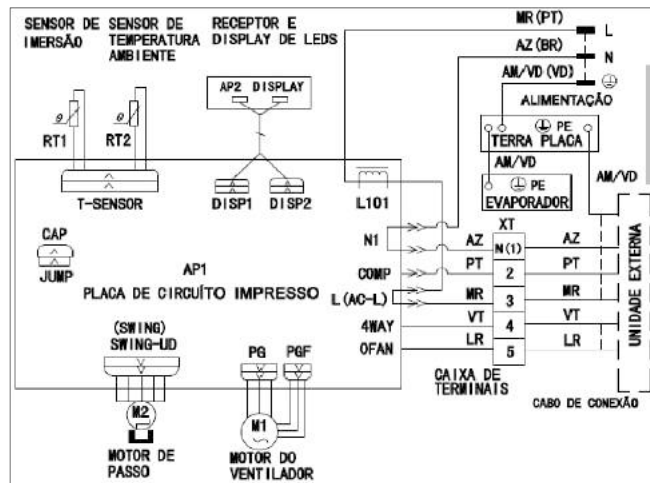 SENSOR DE
IMERSÃO
SENSOR DE
TEMPERATURA
AMBIENTE
RECEPTOR E
DISPLAY DE LEDS
MR(PT)
L
AZ(BR)
N
AM/VD(VD)
ALIMENTAÇÃO
AP2 DISPLAY
θ
RT1
θ
RT2
PE
TERRA PLACA
AM/VD
AM/VD
PE
EVAPORADOR
T-SENSOR
DISP1
DISP2
L101
XT
N1
AZ
N(1)
AZ
CAP
JUMP
COMP
PT
2
PT
AP1
PLACA DE CIRCUÍTO IMPRESSO
L(AC-L)
MR
3
MR
4WAY
VT
4
VT
OFAN
LR
5
LR
UNIDADE EXTERNA
(SWING)
SWING-UD
PG
PGF
CAIXA DE
TERMINAIS
CABO DE CONEXÃO
M2
M1
MOTOR DE
PASSO
MOTOR DO
VENTILADOR